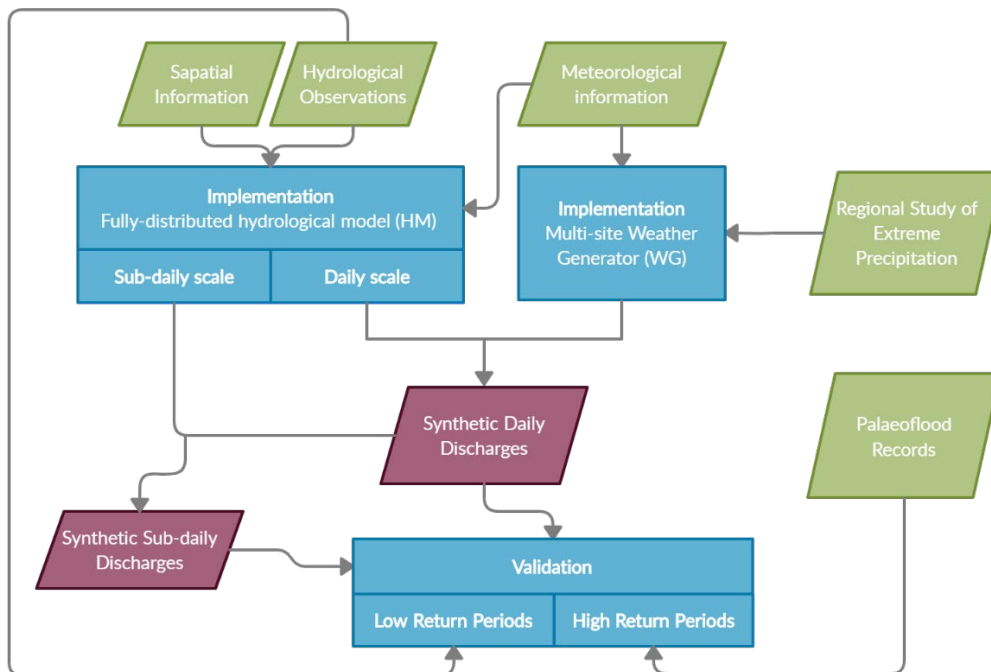 Sapatial
Information
Hydrological
Observations
Meteorological
information
Implementation
Fully-distributed hydrological model (HM)
Sub-daily scale
Daily scale
Implementation
Multi-site Weather
Generator (WG)
Regional Study of
Extreme
Precipitation
Synthetic Daily
Discharges
Palaeoflood
Records
Synthetic Sub-daily
Discharges
Validation
Low Return Periods
High Return Periods